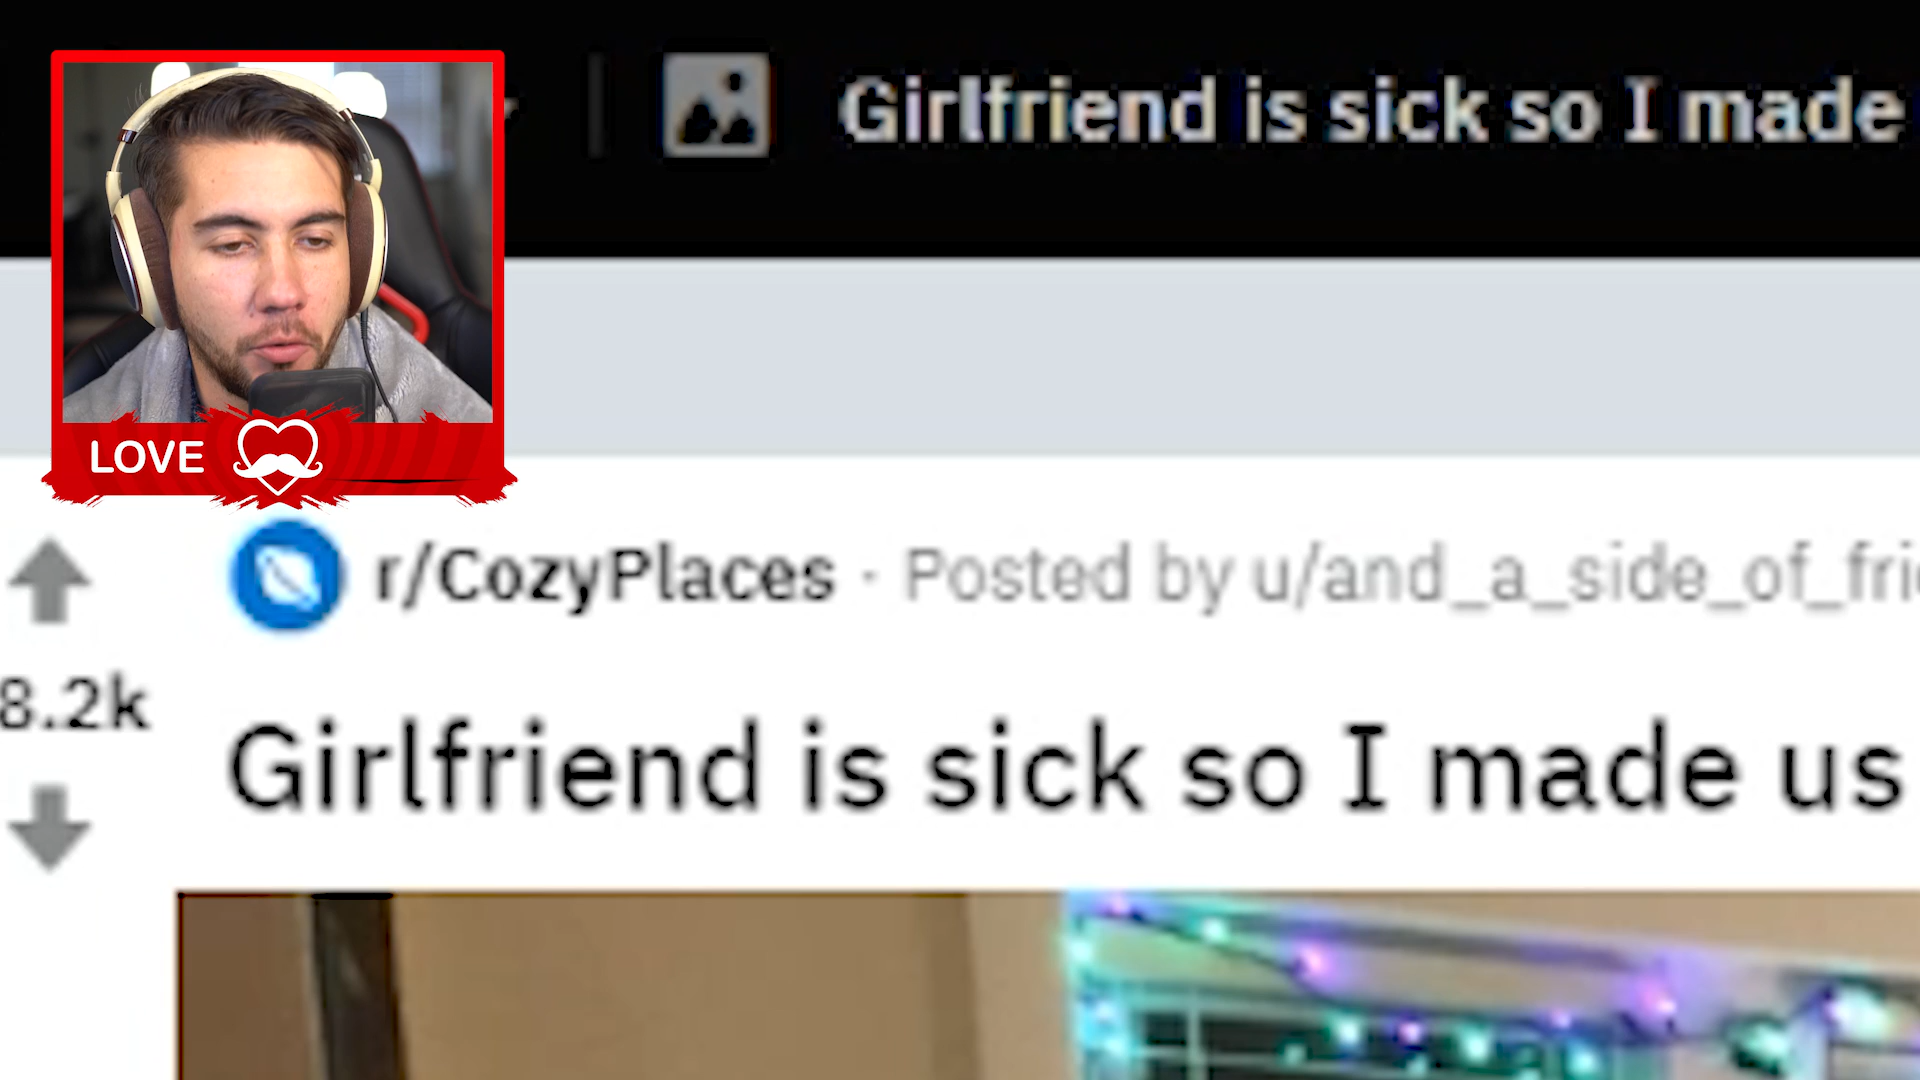 Girlfriend is sick so I made
LOVE
r/CozyPlaces · Posted by u/and_a_side_of_fri
8.2k
Girlfriend is sick so I made us